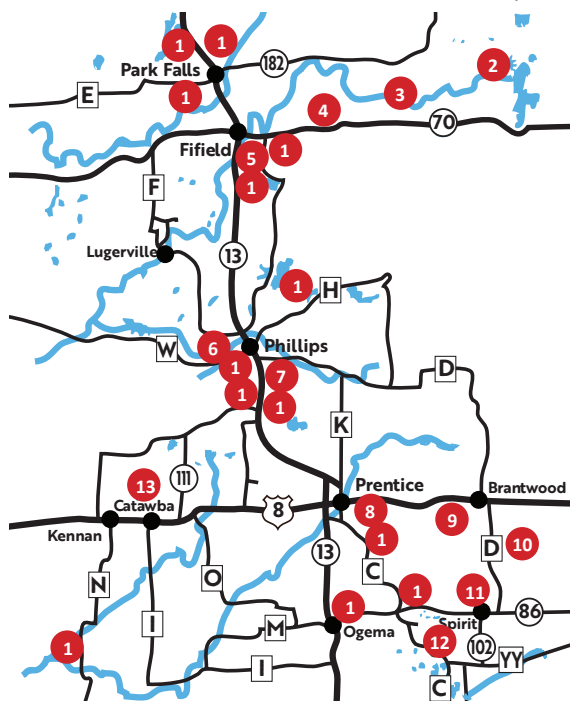 1
1
2
182
Park Falls
1
3
E
4
70
Fifield
5
1
1
F
Lugerville
13
1
H
Phillips
W
6
1
7
D
1
1
K
111
13
Prentice
Brantwood
Catawba
8
8
9
Kennan
1
13
D
10
C
N
O
1
11
I
1
86
M
Ogema
Spirit
12
102
1
I
YY
C